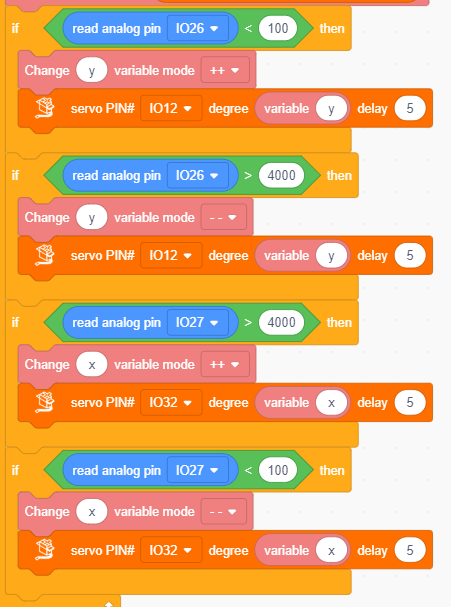 if read analog pin IO26 < 100 then
Change y variable mode ++
servo PIN# IO12 degree variable y delay 5
if read analog pin IO26 > 4000 then
Change y variable mode --
servo PIN# IO12 degree variable y delay 5
if read analog pin IO27 > 4000 then
Change x variable mode ++
servo PIN# IO32 degree variable x delay 5
if read analog pin IO27 < 100 then
Change x variable mode --
servo PIN# IO32 degree variable x delay 5